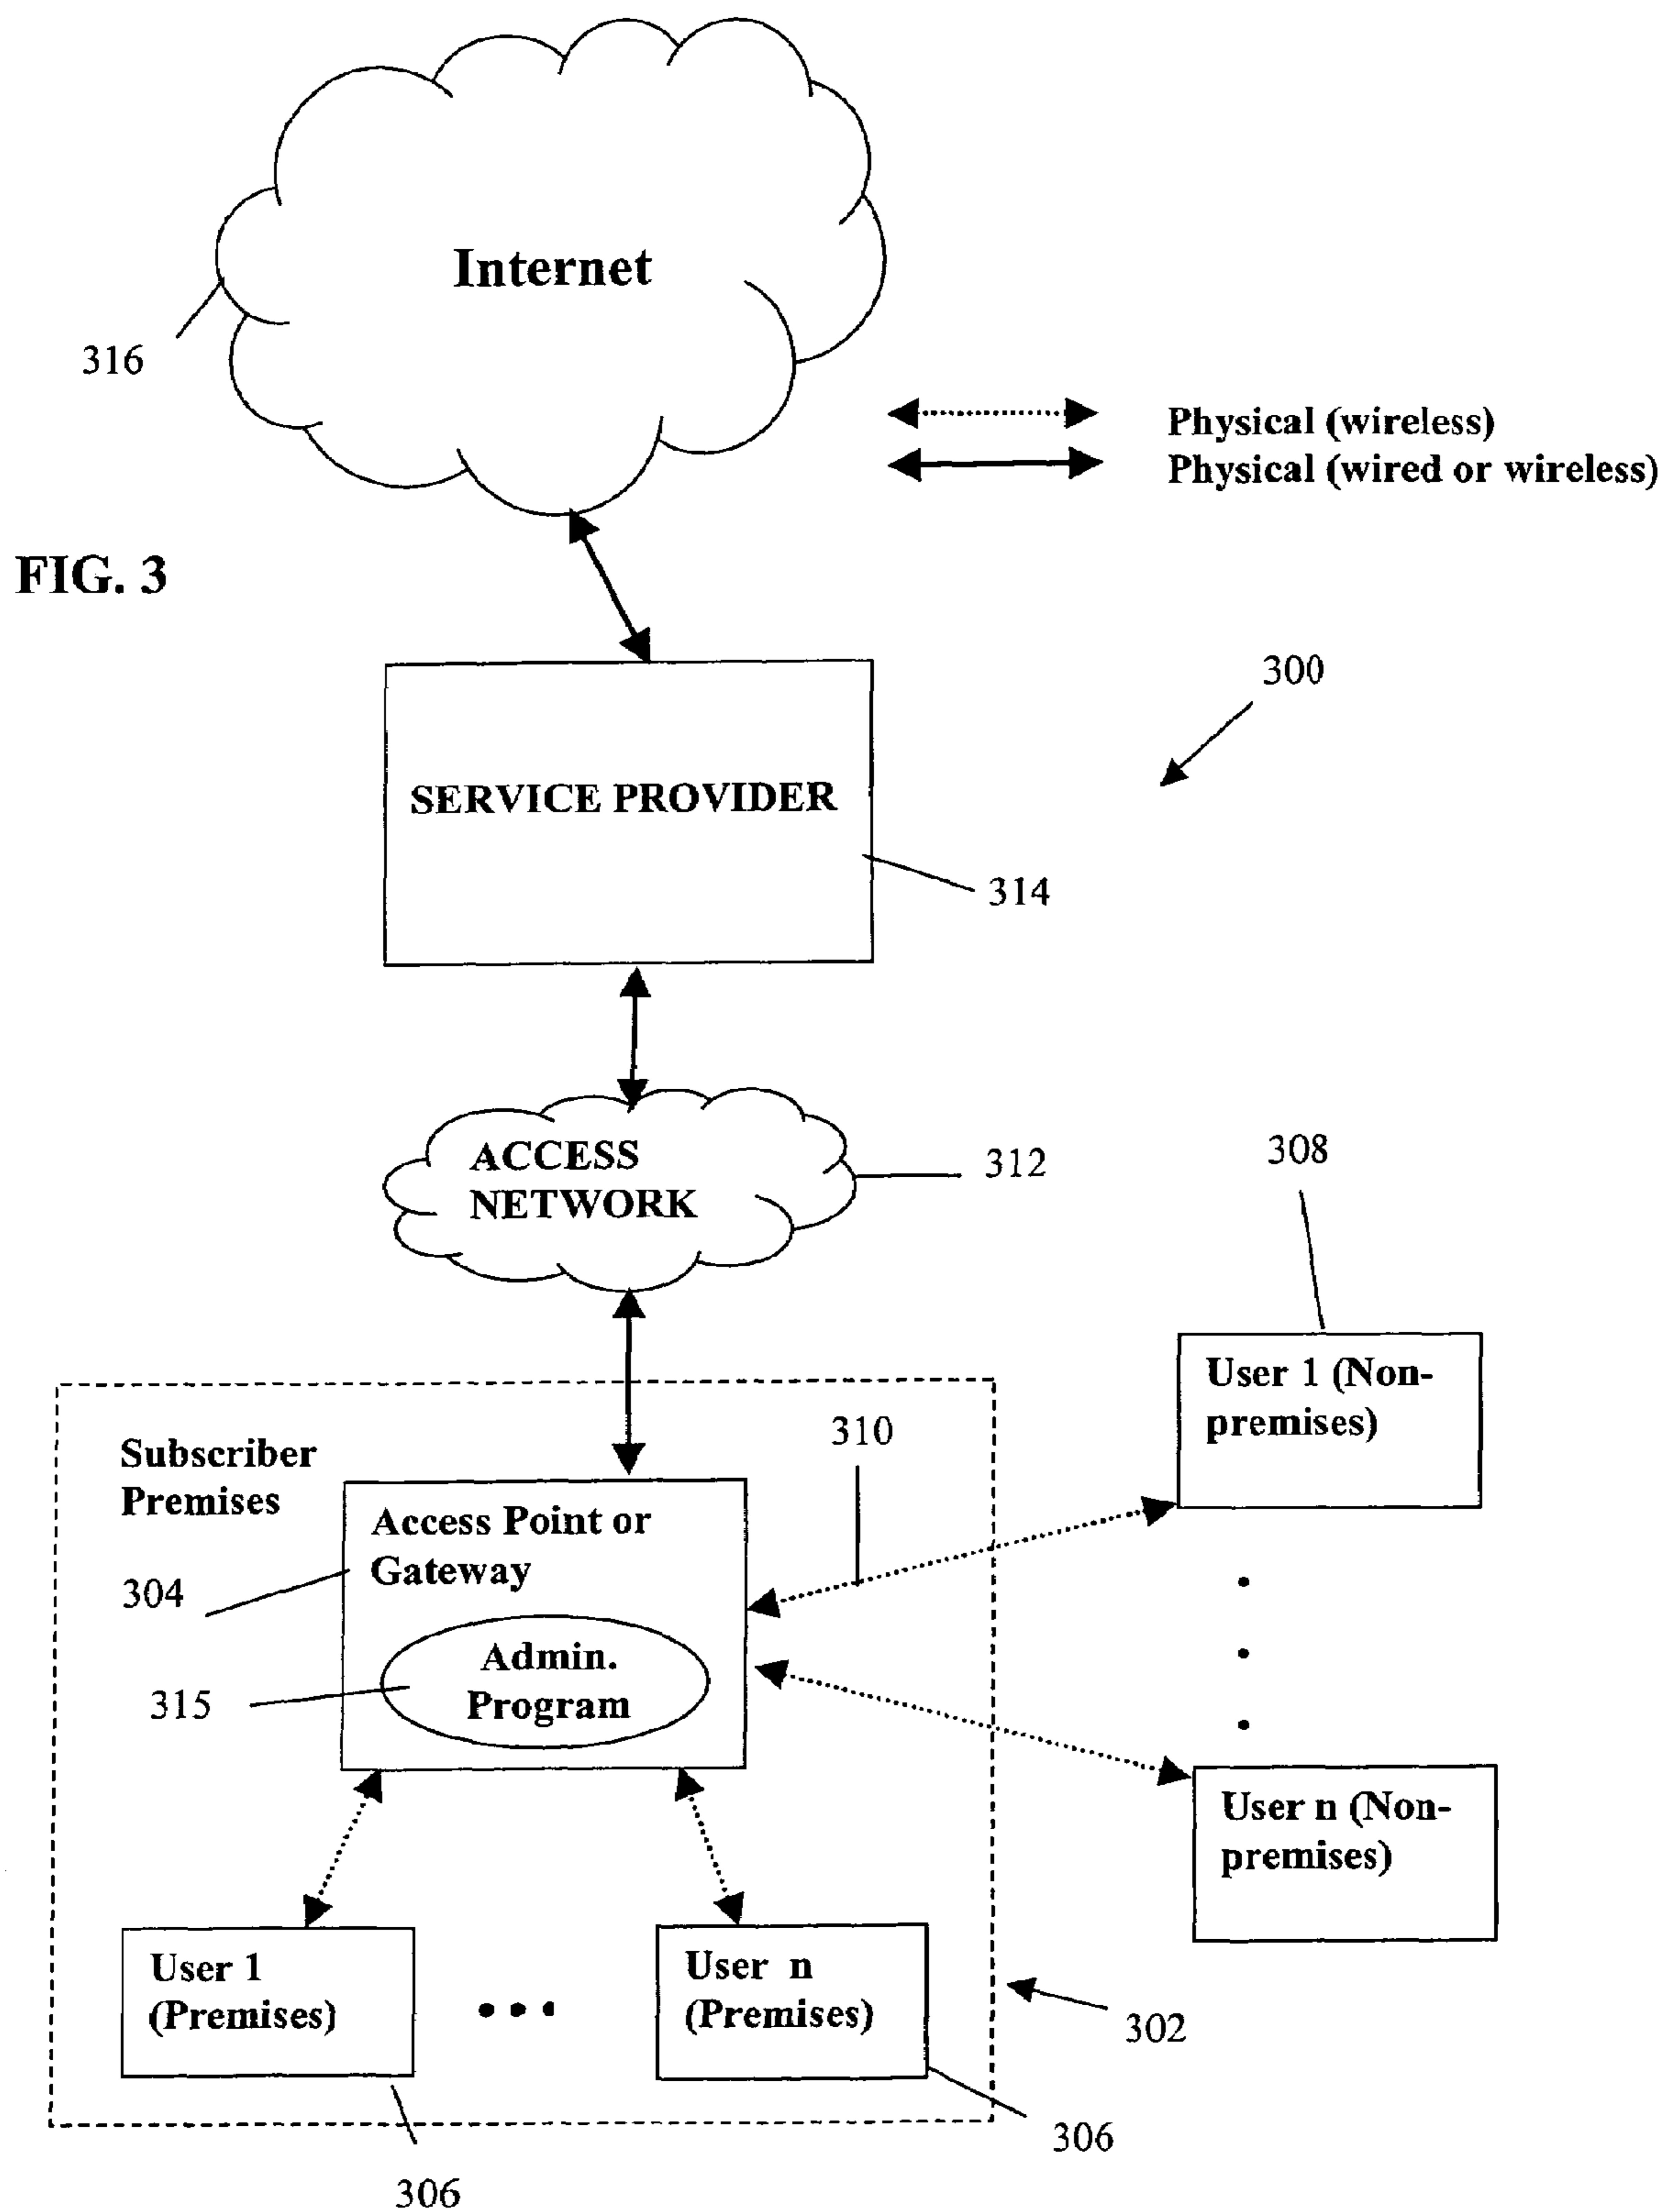 Internet
316
Physical (wireless)
Physical (wired or wireless)
FIG. 3
300
SERVICE PROVIDER
314
ACCESS
NETWORK
312
308
User 1 (Non-
premises)
310
Subscriber
Premises
Access Point or
Gateway
304
Admin.
Program
315
User n (Non-
premises)
User 1
(Premises)
User n
(Premises)
302
306
306